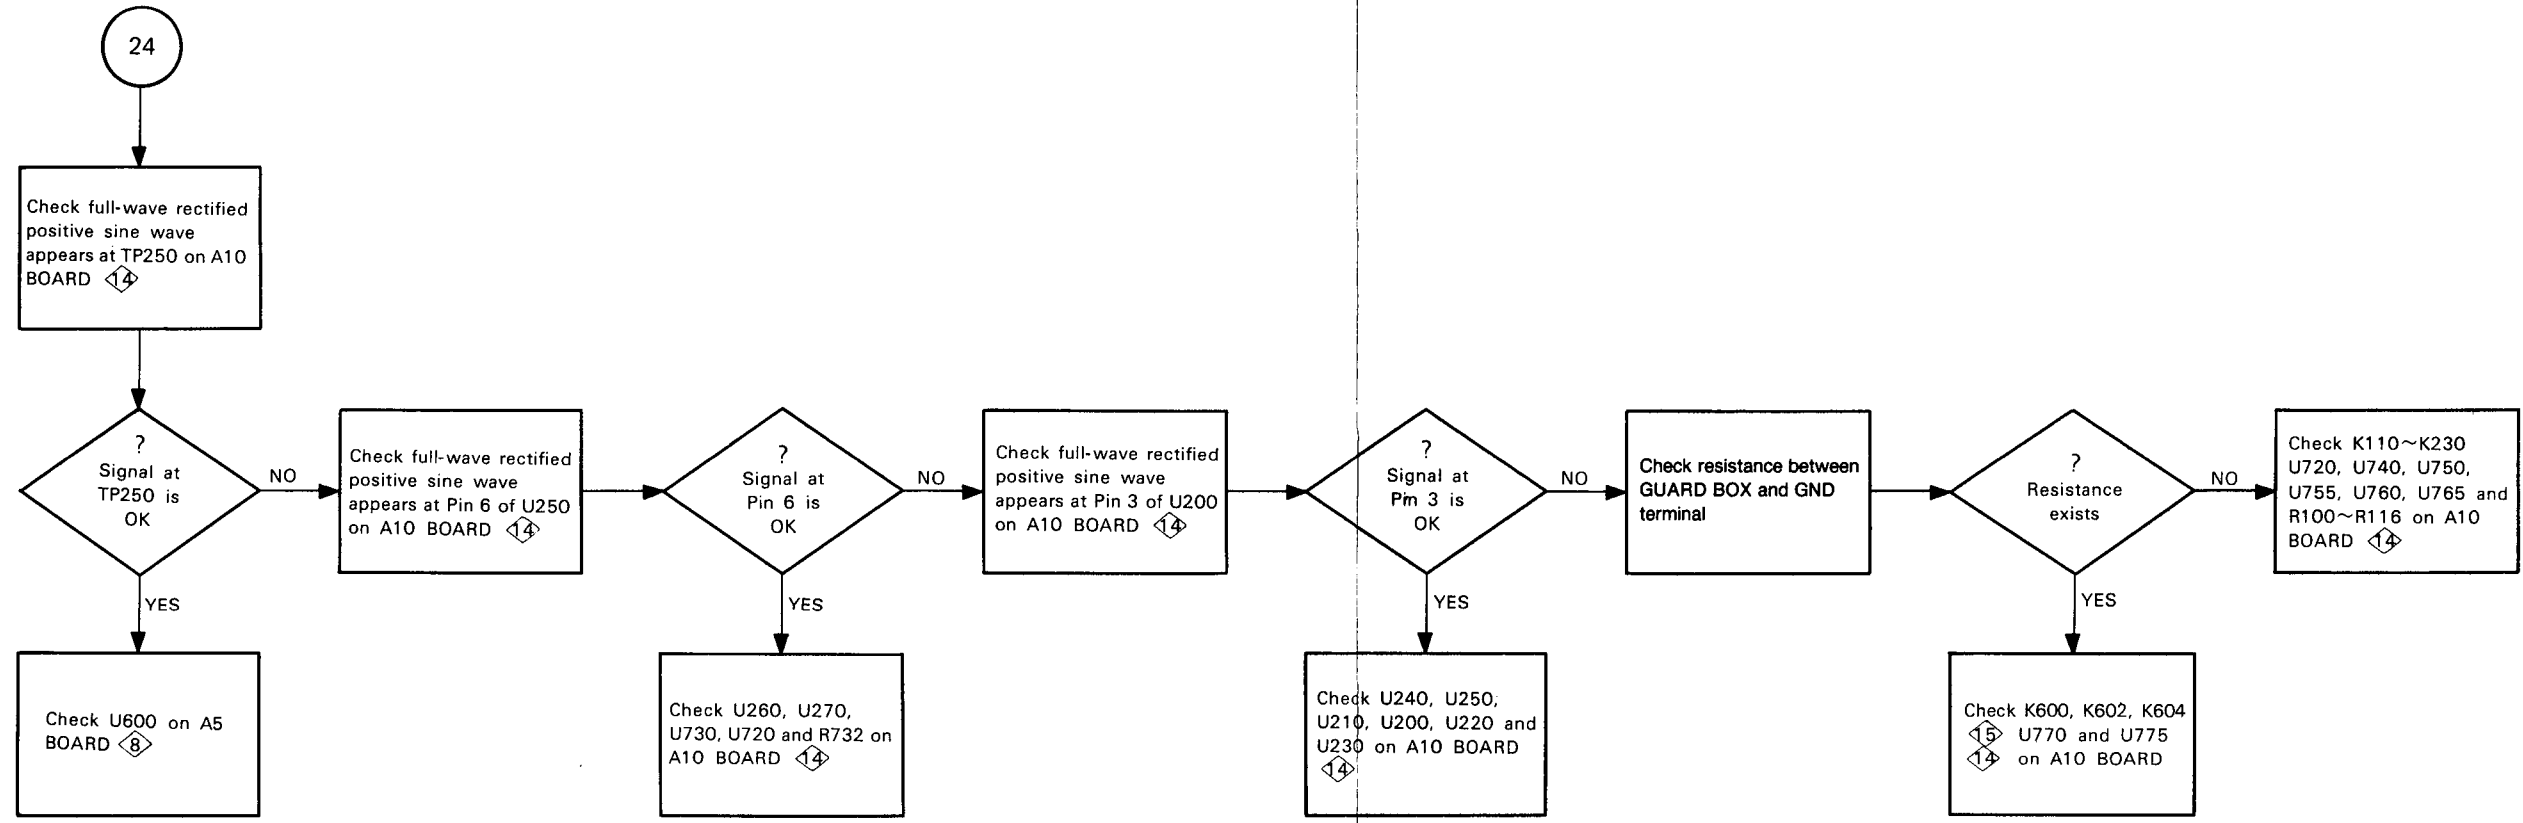 24
Check full-wave rectified
positive sine wave
appears at TP250 on A10
BOARD 14
?
Signal at
TP250 is
OK
NO
YES
Check U600 on A5
BOARD 8
Check full-wave rectified
positive sine wave
appears at Pin 6 of U250
on A10 BOARD 14
?
Signal at
Pin 6 is
OK
NO
YES
Check U260, U270,
U730, U720 and R732 on
A10 BOARD 14
Check full-wave rectified
positive sine wave
appears at Pin 3 of U200
on A10 BOARD 14
?
Signal at
Pin 3 is
OK
NO
YES
Check U240, U250,
U210, U200, U220 and
U230 on A10 BOARD
14
Check resistance between
GUARD BOX and GND
terminal
?
Resistance
exists
NO
YES
Check K600, K602, K604
15 U770 and U775
14 on A10 BOARD
Check K110~K230
U720, U740, U750,
U755, U760, U765 and
R100~R116 on A10
BOARD 14